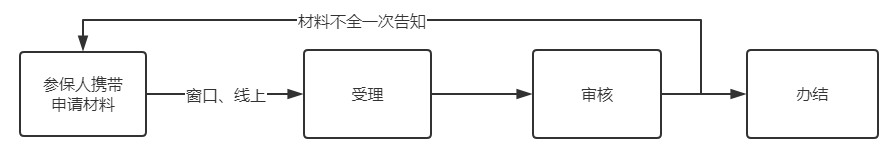 材料不全一次告知
参保人携带
申请材料
窗口、线上
受理
审核
办结